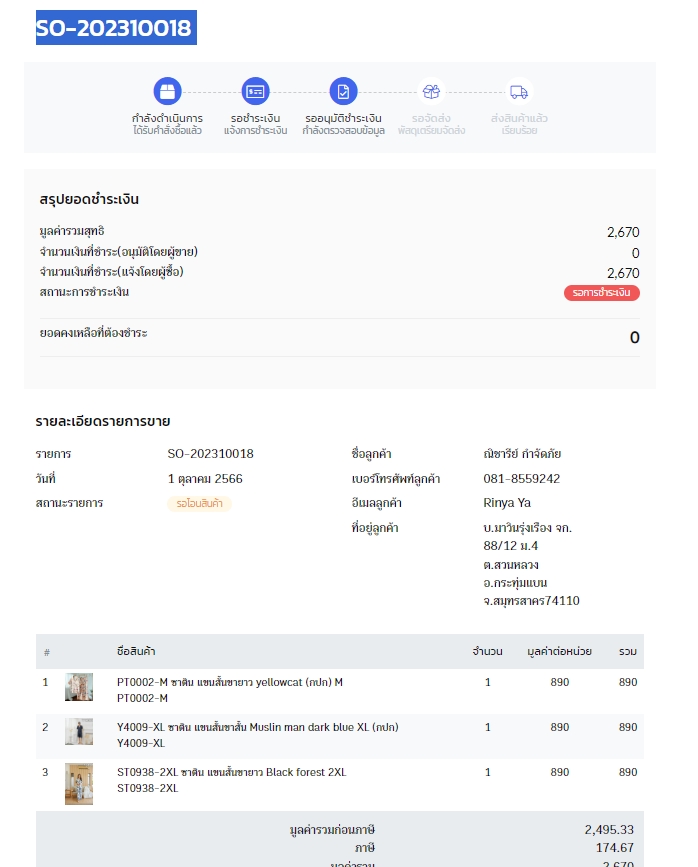 SO-202310018
กำลังดำเนินการ
ได้รับคำสั่งซื้อแล้ว
รอชำระเงิน
แจ้งการชำระเงิน
รออนุมัติชำระเงิน
กำลังตรวจสอบข้อมูล
รอจัดส่ง
พัสดุเตรียมจัดส่ง
ส่งสินค้าแล้ว
เรียบร้อย
สรุปยอดชำระเงิน
มูลค่ารวมสุทธิ 2,670
จำนวนเงินที่ชำระ(อนุมัติโดยผู้ขาย) 0
จำนวนเงินที่ชำระ(แจ้งโดยผู้ซื้อ) 2,670
สถานะการชำระเงิน รอการชำระเงิน
ยอดคงเหลือที่ต้องชำระ 0
รายละเอียดรายการขาย
รายการ SO-202310018
วันที่ 1 ตุลาคม 2566
สถานะรายการ รอโอนสินค้า
ชื่อลูกค้า ณิชารีย์ กำจัดภัย
เบอร์โทรศัพท์ลูกค้า 081-8559242
อีเมลลูกค้า Rinya Ya
ที่อยู่ลูกค้า บ.มาวินรุ่งเรือง จก.
88/12 ม.4
ต.สวนหลวง
อ.กระทุ่มแบน
จ.สมุทรสาคร74110
# ชื่อสินค้า จำนวน มูลค่าต่อหน่วย รวม
1 PT0002-M ซาติน แขนสั้นขายาว yellowcat (กปก) M 1 890 890
PT0002-M
2 Y4009-XL ซาติน แขนสั้นขาสั้น Muslin man dark blue XL (กปก) 1 890 890
Y4009-XL
3 ST0938-2XL ซาติน แขนสั้นขายาว Black forest 2XL 1 890 890
ST0938-2XL
มูลค่ารวมก่อนภาษี 2,495.33
ภาษี 174.67
มูลค่ารวม 2,670